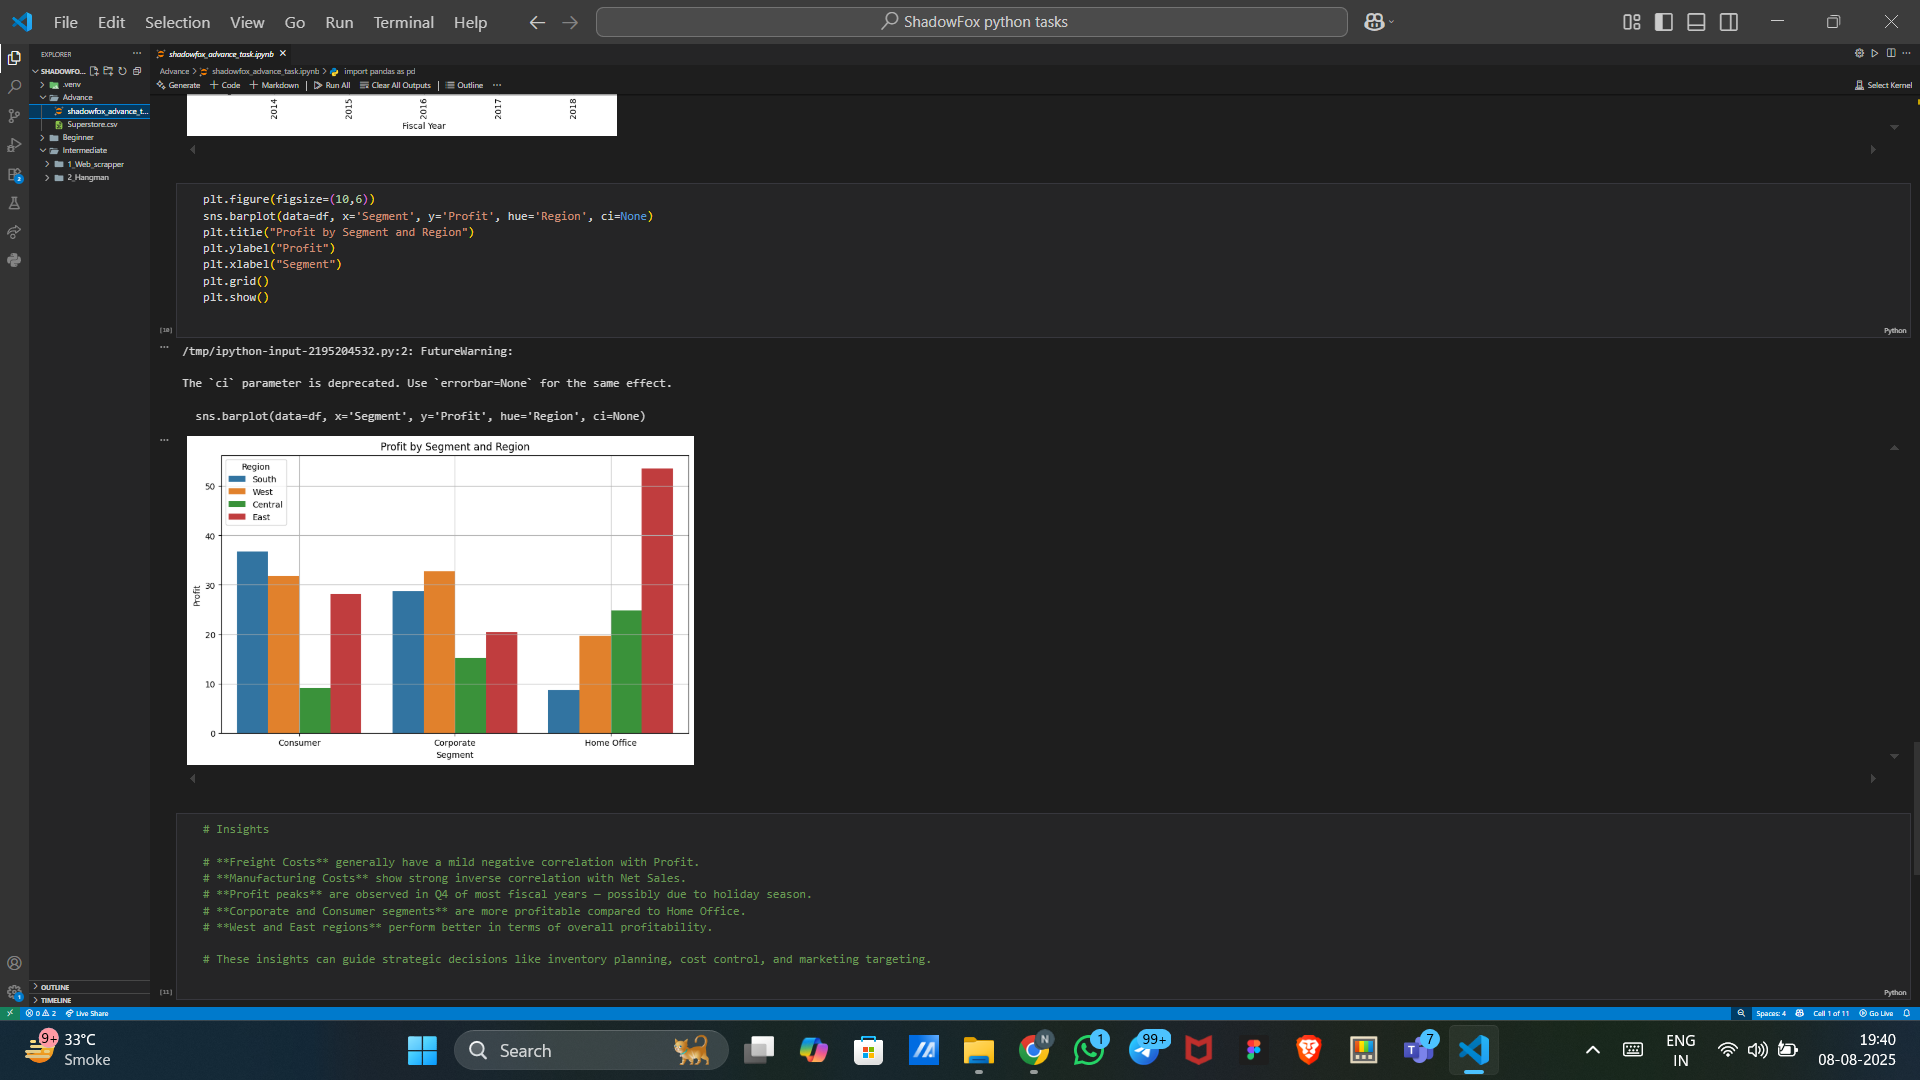 File Edit Selection View Go Run Terminal Help
ShadowFox python tasks
EXPLORER
SHADOWFO...
.venv
Advance
shadowfox_advance_t...
Superstore.csv
Beginner
Intermediate
1_Web_scrapper
2_Hangman
OUTLINE
TIMELINE
shadowfox_advance_task.ipynb
Advance > shadowfox_advance_task.ipynb > import pandas as pd
Generate + Code + Markdown Run All Clear All Outputs Outline ...
Select Kernel
2014 2015 2016 2017 2018
Fiscal Year
plt.figure(figsize=(10,6))
sns.barplot(data=df, x='Segment', y='Profit', hue='Region', ci=None)
plt.title("Profit by Segment and Region")
plt.ylabel("Profit")
plt.xlabel("Segment")
plt.grid()
plt.show()
[10]
Python
/tmp/ipython-input-2195204532.py:2: FutureWarning:
The `ci` parameter is deprecated. Use `errorbar=None` for the same effect.
sns.barplot(data=df, x='Segment', y='Profit', hue='Region', ci=None)
Profit by Segment and Region
Region
South
West
Central
East
50
40
30
20
10
0
Profit
Consumer Corporate Home Office
Segment
# Insights
# **Freight Costs** generally have a mild negative correlation with Profit.
# **Manufacturing Costs** show strong inverse correlation with Net Sales.
# **Profit peaks** are observed in Q4 of most fiscal years — possibly due to holiday season.
# **Corporate and Consumer segments** are more profitable compared to Home Office.
# **West and East regions** perform better in terms of overall profitability.
# These insights can guide strategic decisions like inventory planning, cost control, and marketing targeting.
[11]
Python
0 2 Live Share
Spaces: 4 Cell 1 of 11 Go Live
9+ 33°C
Smoke
Search
N
1
99+
7
ENG
IN
19:40
08-08-2025